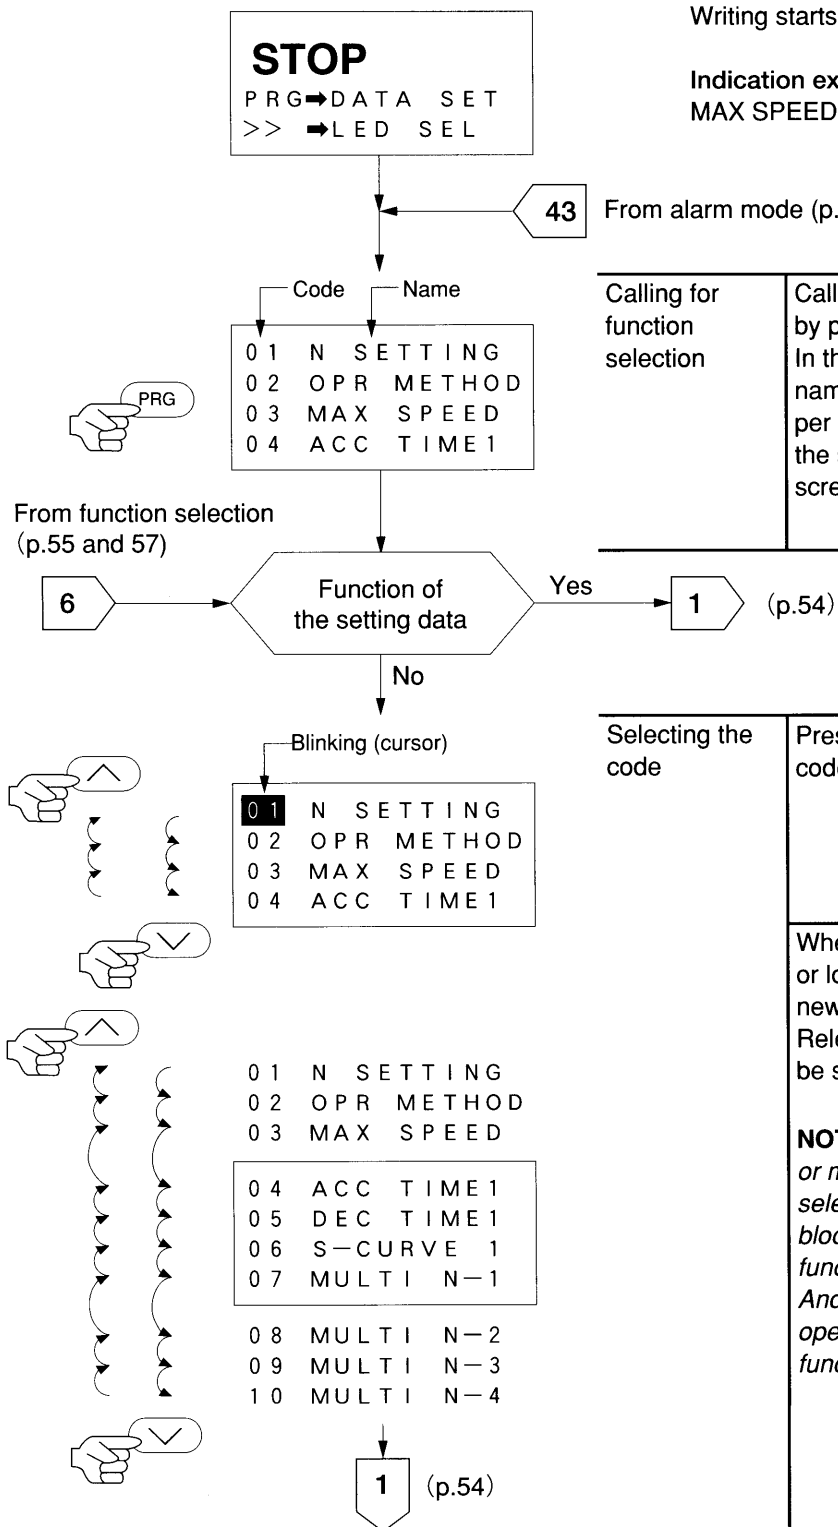 Writing starts
STOP
PRG➡DATA SET
>> ➡LED SEL
Indication ex
MAX SPEED
43 From alarm mode (p.
Code Name
01 N SETTING
02 OPR METHOD
03 MAX SPEED
04 ACC TIME1
PRG
Calling for
function
selection
Call
by p
In th
nam
per
the
scre
From function selection
(p.55 and 57)
6
Function of
the setting data
Yes
1 (p.54)
No
Blinking (cursor)
01 N SETTING
02 OPR METHOD
03 MAX SPEED
04 ACC TIME1
Selecting the
code
Pres
code
01 N SETTING
02 OPR METHOD
03 MAX SPEED
04 ACC TIME1
05 DEC TIME1
06 S－CURVE 1
07 MULTI N－1
08 MULTI N－2
09 MULTI N－3
10 MULTI N－4
1 (p.54)
Whe
or lo
new
Rele
be s
NOT
or m
sele
bloc
func
And
ope
func